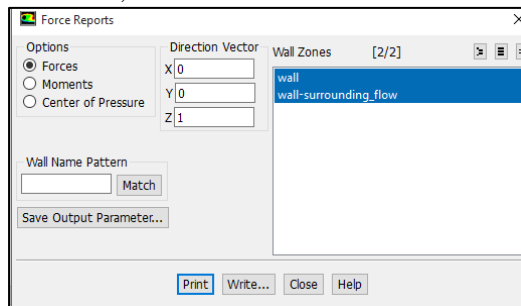 Force Reports
Options
Forces
Moments
Center of Pressure
Direction Vector
X 0
Y 0
Z 1
Wall Zones [2/2]
wall
wall-surrounding_flow
Wall Name Pattern
Match
Save Output Parameter...
Print Write... Close Help